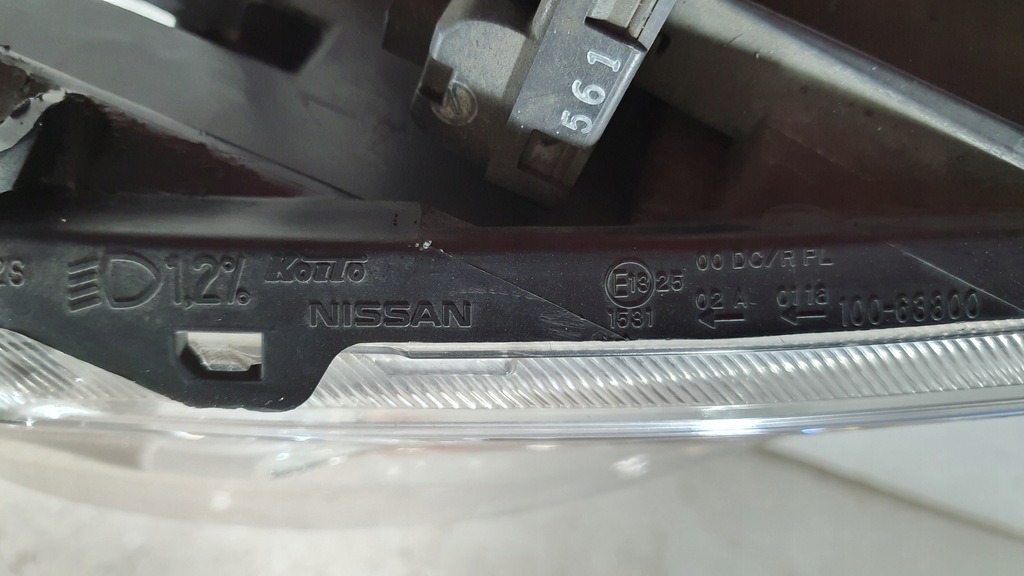 561
2S
1.2%
KOITO
NISSAN
E13 25
1531
00 DC/R PL
02 A
01 1a
100-63800